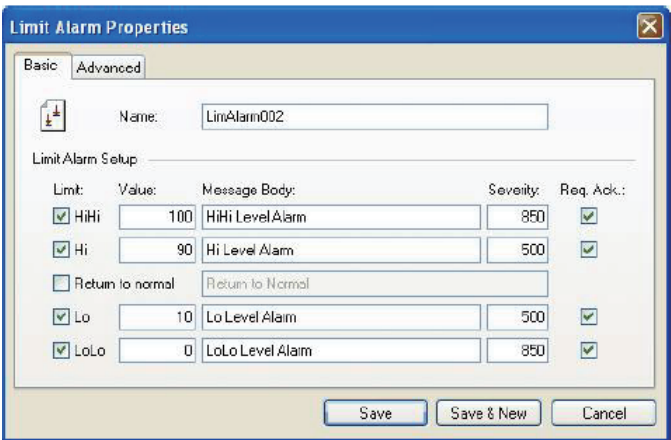 Limit Alarm Properties
Basic Advanced
Name: LimAlarm002
Limit Alarm Setup
Limit: Value: Message Body: Severity: Req. Ack.:
HiHi 100 HiHi Level Alarm 850
Hi 90 Hi Level Alarm 500
Return to normal Return to Normal
Lo 10 Lo Level Alarm 500
LoLo 0 LoLo Level Alarm 850
Save Save & New Cancel